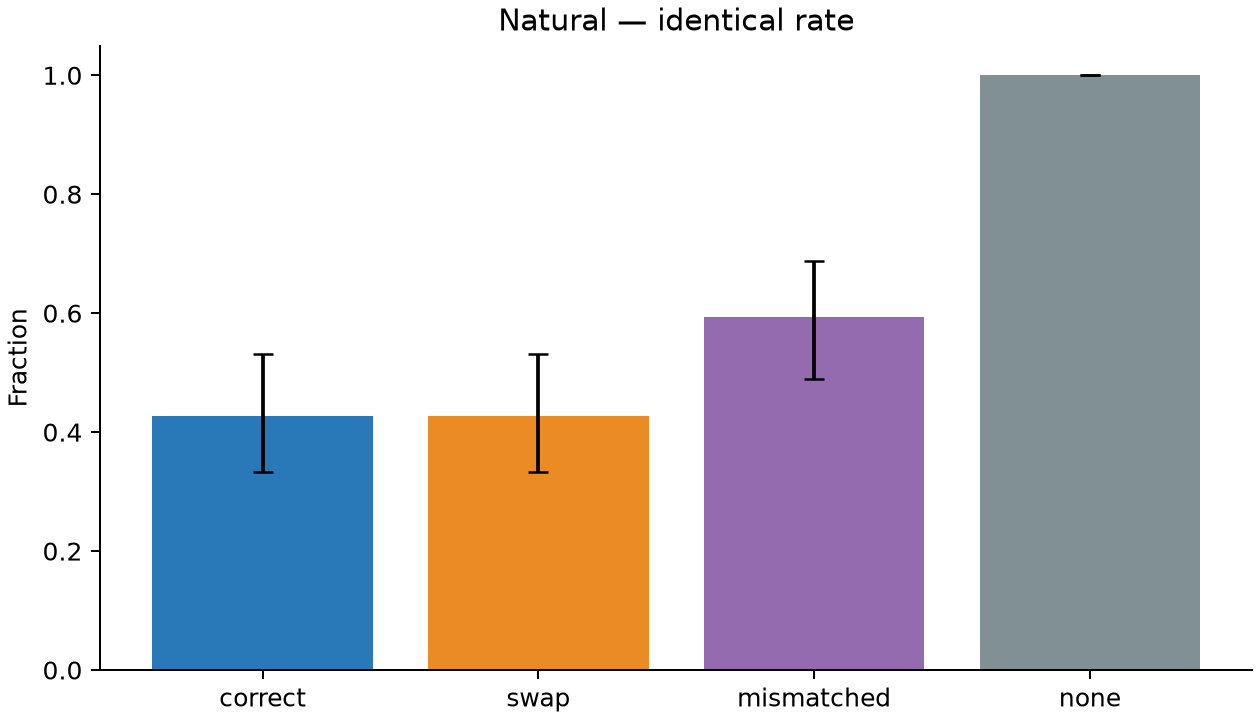 Natural — identical rate
Fraction
1.0
0.8
0.6
0.4
0.2
0.0
correct
swap
mismatched
none